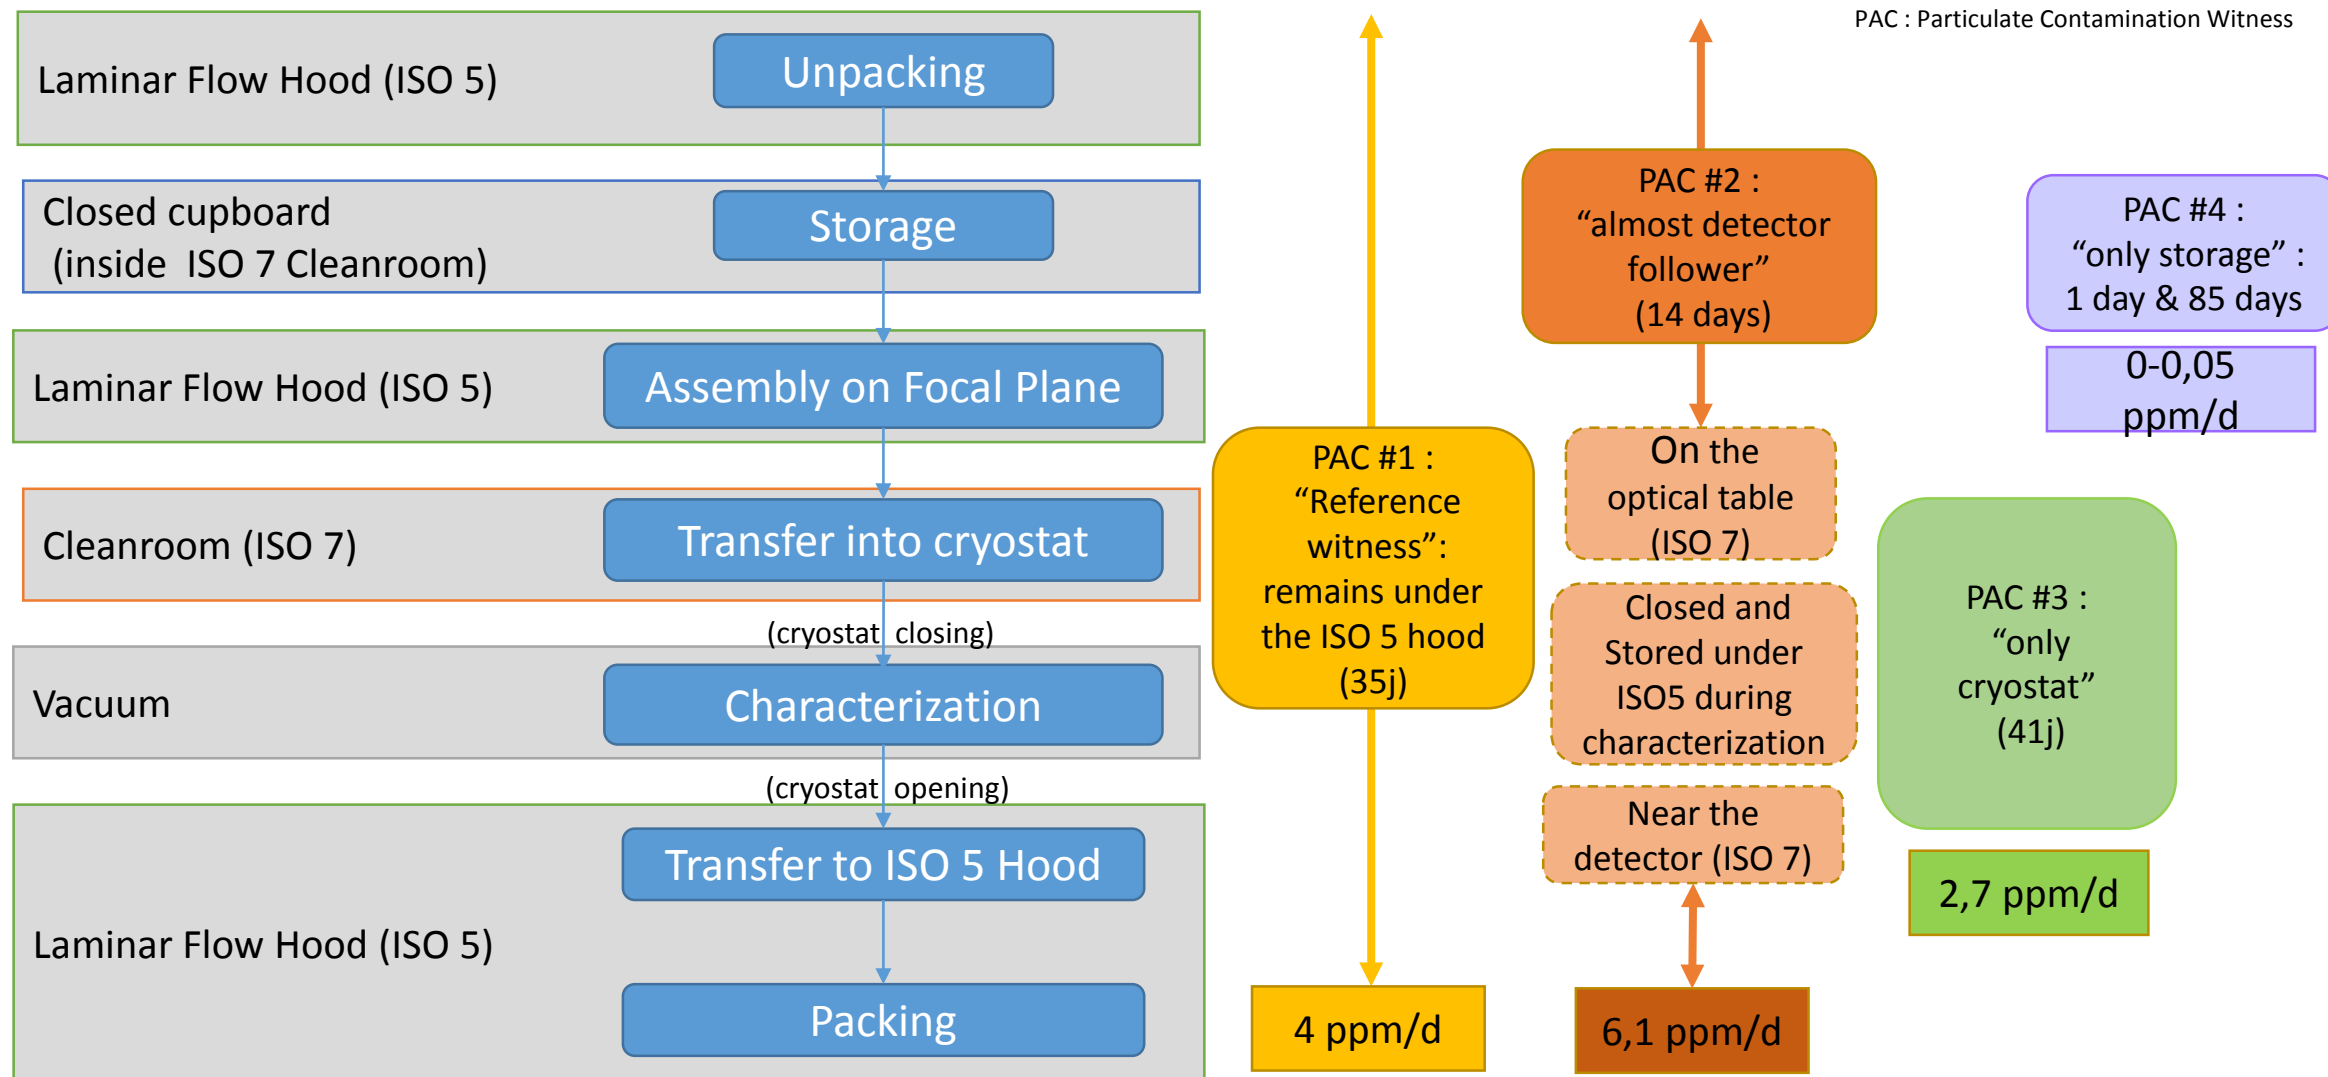 PAC : Particulate Contamination Witness
Laminar Flow Hood (ISO 5)
Unpacking
Closed cupboard
(inside ISO 7 Cleanroom)
Storage
Laminar Flow Hood (ISO 5)
Assembly on Focal Plane
Cleanroom (ISO 7)
Transfer into cryostat
(cryostat closing)
Vacuum
Characterization
(cryostat opening)
Laminar Flow Hood (ISO 5)
Transfer to ISO 5 Hood
Packing
PAC #1 :
“Reference
witness”:
remains under
the ISO 5 hood
(35j)
4 ppm/d
PAC #2 :
“almost detector
follower”
(14 days)
On the
optical table
(ISO 7)
Closed and
Stored under
ISO5 during
characterization
Near the
detector (ISO 7)
6,1 ppm/d
PAC #3 :
“only
cryostat”
(41j)
2,7 ppm/d
PAC #4 :
“only storage” :
1 day & 85 days
0-0,05
ppm/d